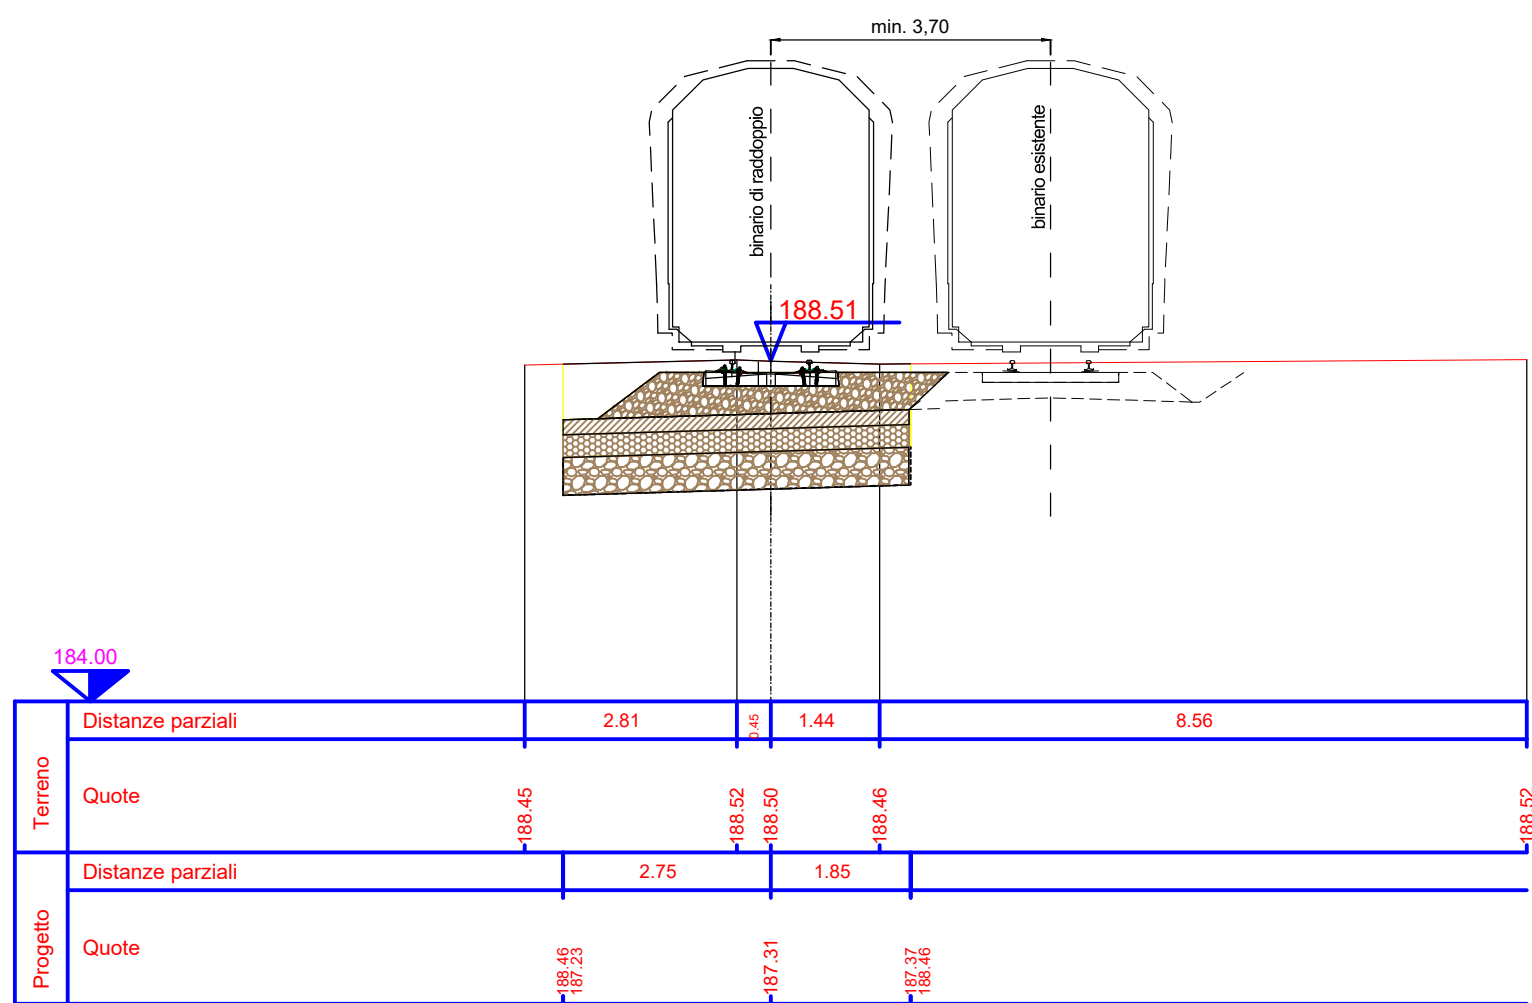 min. 3,70
binario di raddoppio
binario esistente
188.51
184.00
Terreno
Distanze parziali
2.81
0.45
1.44
8.56
Quote
188.45
188.52
188.50
188.46
188.52
Progetto
Distanze parziali
2.75
1.85
Quote
188.46
187.23
187.31
187.37
188.46